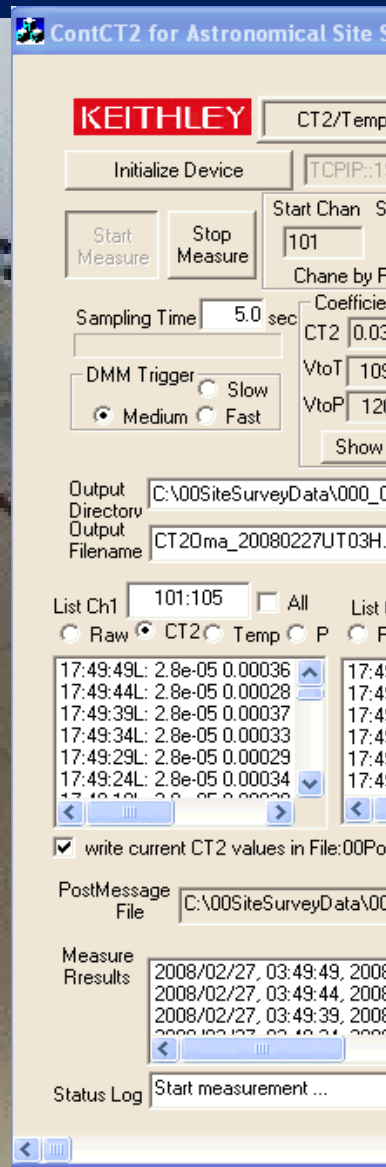 ContCT2 for Astronomical Site
KEITHLEY
CT2/Temp
Initialize Device
TCPIP::1
Start Chan
Start Measure
Stop Measure
101
Chane by
Sampling Time 5.0 sec
Coefficie
CT2 0.03
DMM Trigger
Slow
VtoT 109
Medium Fast
VtoP 120
Show
Output Directory C:\00SiteSurveyData\000_
Output Filename CT2Oma_20080227UT03H.
List Ch1 101:105 All List
Raw CT2 Temp P
17:49:49L: 2.8e-05 0.00036
17:49:44L: 2.8e-05 0.00028
17:49:39L: 2.8e-05 0.00037
17:49:34L: 2.8e-05 0.00033
17:49:29L: 2.8e-05 0.00029
17:49:24L: 2.8e-05 0.00034
write current CT2 values in File:00Po
PostMessage File C:\00SiteSurveyData\00
Measure Rresults
2008/02/27, 03:49:49, 2008
2008/02/27, 03:49:44, 2008
2008/02/27, 03:49:39, 2008
Status Log Start measurement ...